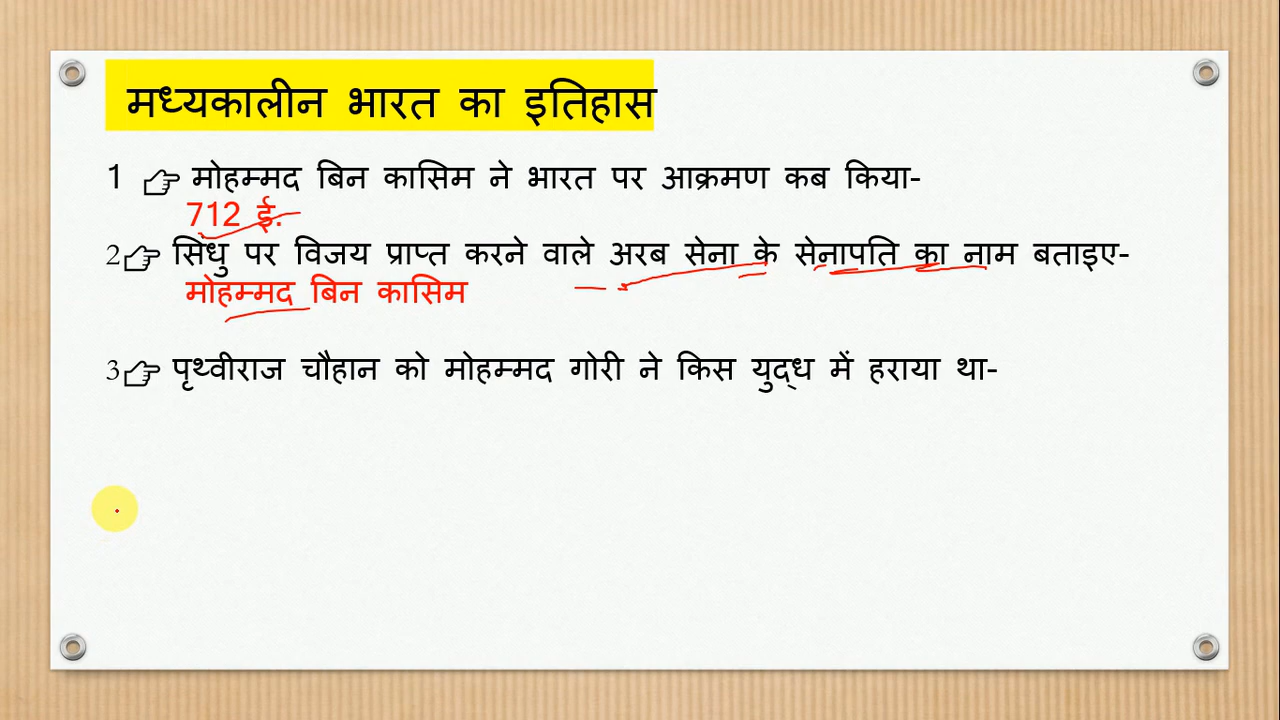 मध्यकालीन भारत का इतिहास
1 👉 मोहम्मद बिन कासिम ने भारत पर आक्रमण कब किया-
712 ई.
2👉 सिंधु पर विजय प्राप्त करने वाले अरब सेना के सेनापति का नाम बताइए-
मोहम्मद बिन कासिम
3👉 पृथ्वीराज चौहान को मोहम्मद गोरी ने किस युद्ध में हराया था-